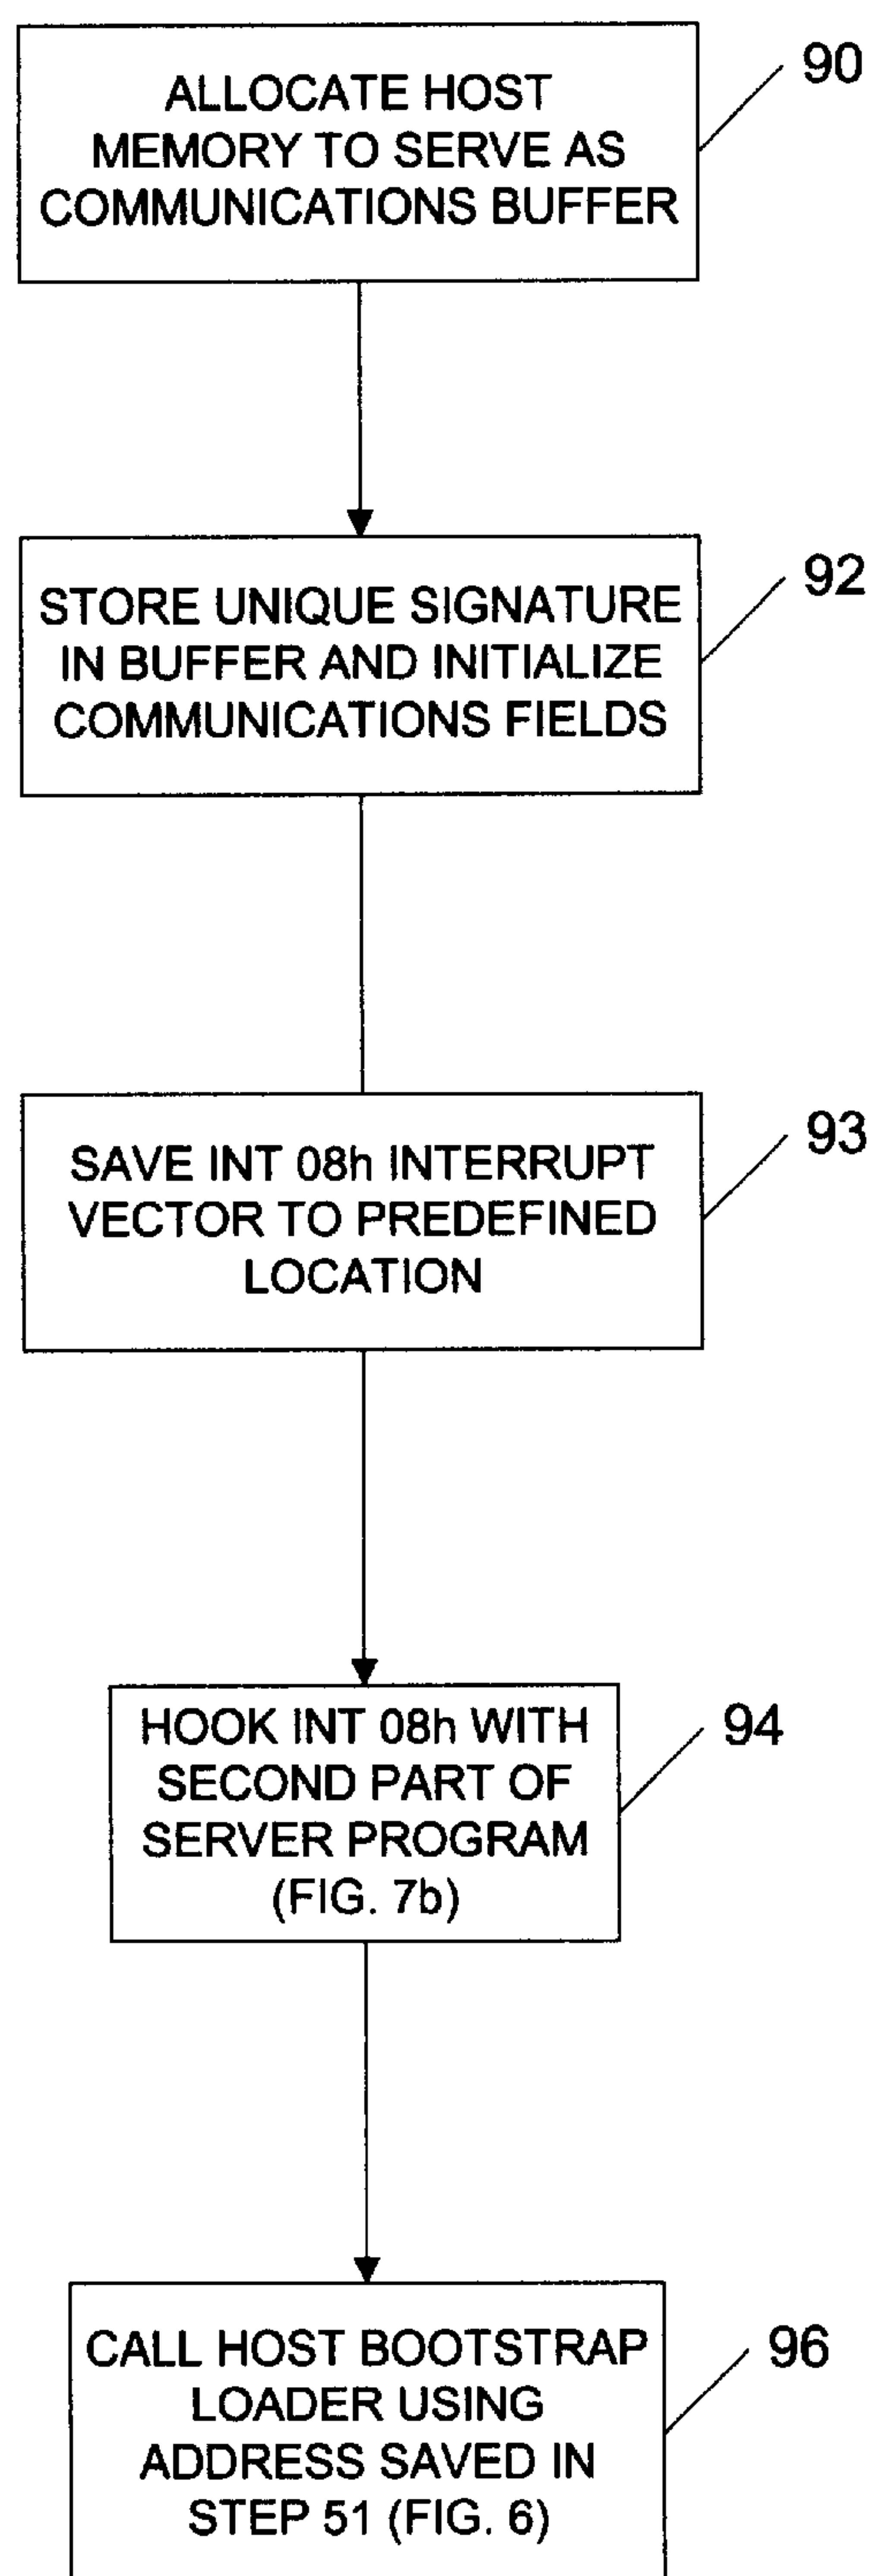 ALLOCATE HOST
MEMORY TO SERVE AS
COMMUNICATIONS BUFFER
90
STORE UNIQUE SIGNATURE
IN BUFFER AND INITIALIZE
COMMUNICATIONS FIELDS
92
SAVE INT 08h INTERRUPT
VECTOR TO PREDEFINED
LOCATION
93
HOOK INT 08h WITH
SECOND PART OF
SERVER PROGRAM
(FIG. 7b)
94
CALL HOST BOOTSTRAP
LOADER USING
ADDRESS SAVED IN
STEP 51 (FIG. 6)
96